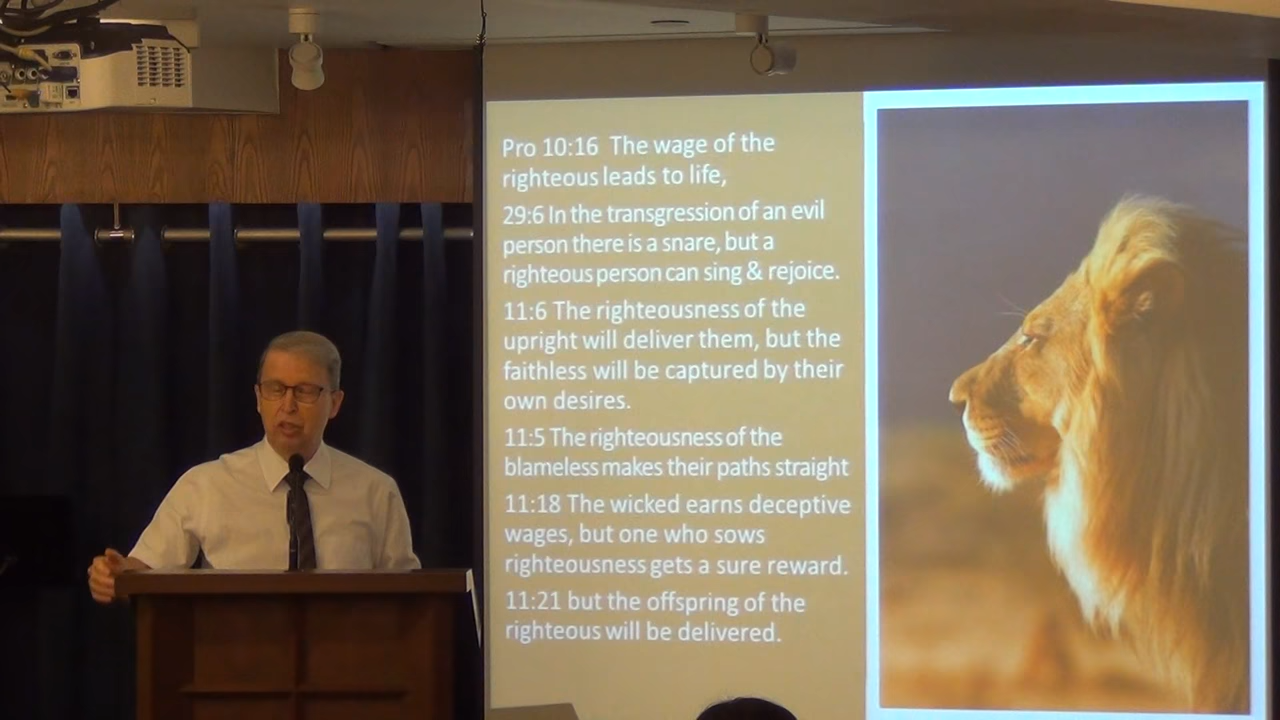 Pro 10:16 The wage of the
righteous leads to life,
29:6 In the transgression of an evil
person there is a snare, but a
righteous person can sing & rejoice.
11:6 The righteousness of the
upright will deliver them, but the
faithless will be captured by their
own desires.
11:5 The righteousness of the
blameless makes their paths straight
11:18 The wicked earns deceptive
wages, but one who sows
righteousness gets a sure reward.
11:21 but the offspring of the
righteous will be delivered.